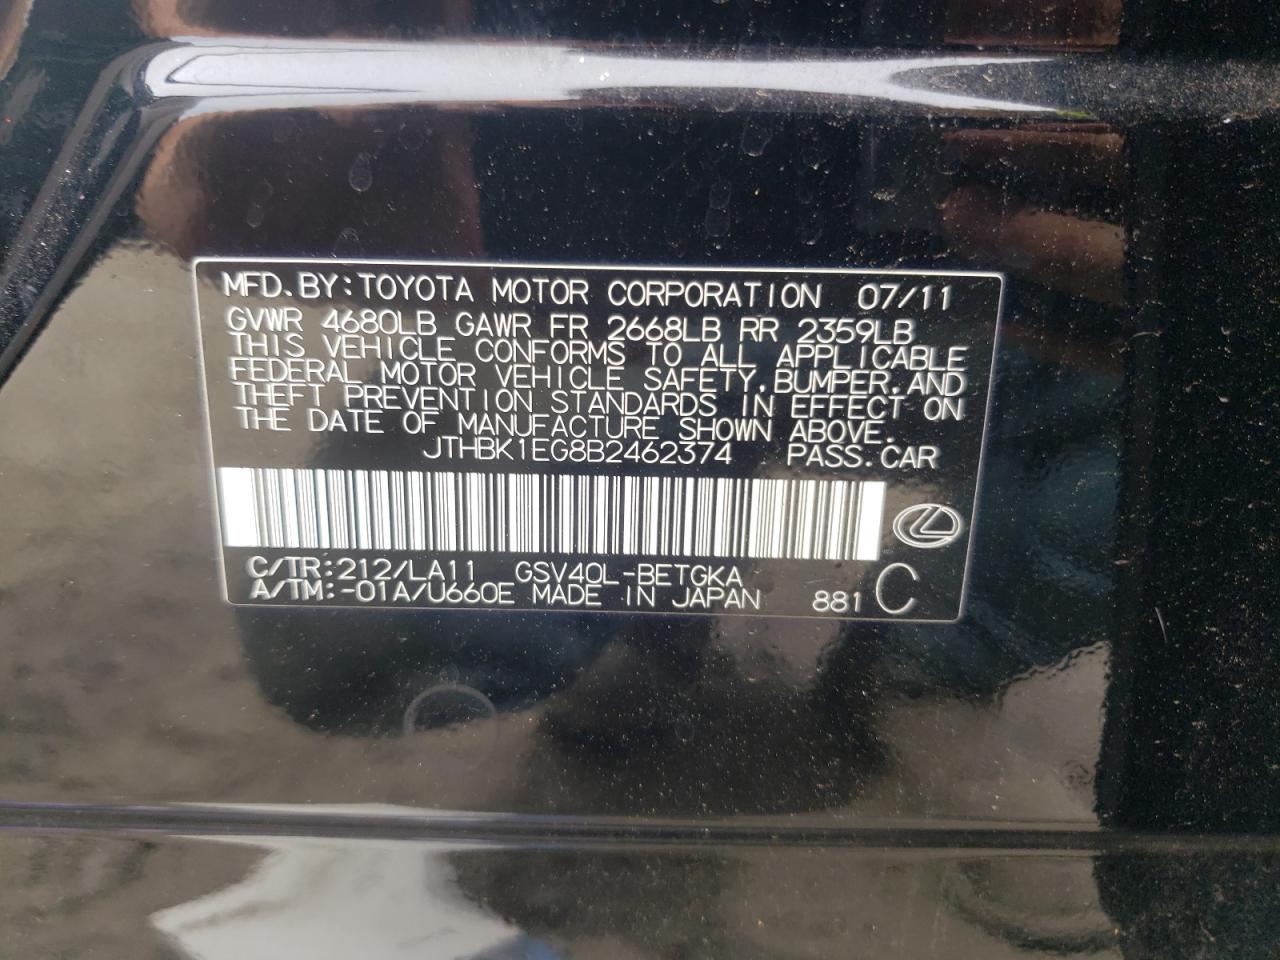 MFD.BY:TOYOTA MOTOR CORPORATION 07/11
GVWR 4680LB GAWR FR 2668LB RR 2359LB
THIS VEHICLE CONFORMS TO ALL APPLICABLE
FEDERAL MOTOR VEHICLE SAFETY,BUMPER,AND
THEFT PREVENTION STANDARDS IN EFFECT ON
THE DATE OF MANUFACTURE SHOWN ABOVE.
JTHBK1EG8B2462374 PASS.CAR
C/TR:212/LA11 GSV40L-BETGKA
A/TM:-01A/U660E MADE IN JAPAN 881 C